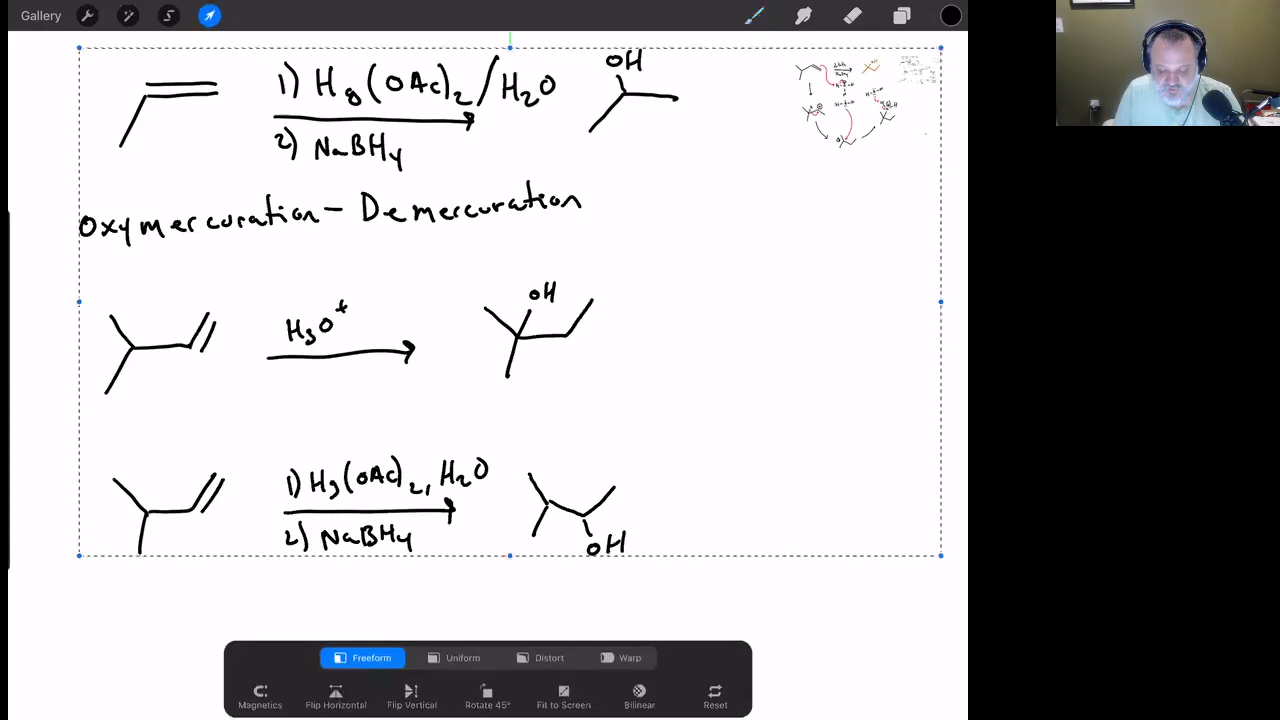 Gallery
OH
1) Hg(OAc)2/H2O
2) NaBH4
Oxymercuration - Demercuration
OH
H3O+
1) Hg(OAc)2, H2O
2) NaBH4
OH
Freeform Uniform Distort Warp
Magnetics Flip Horizontal Flip Vertical Rotate 45° Fit to Screen Bilinear Reset